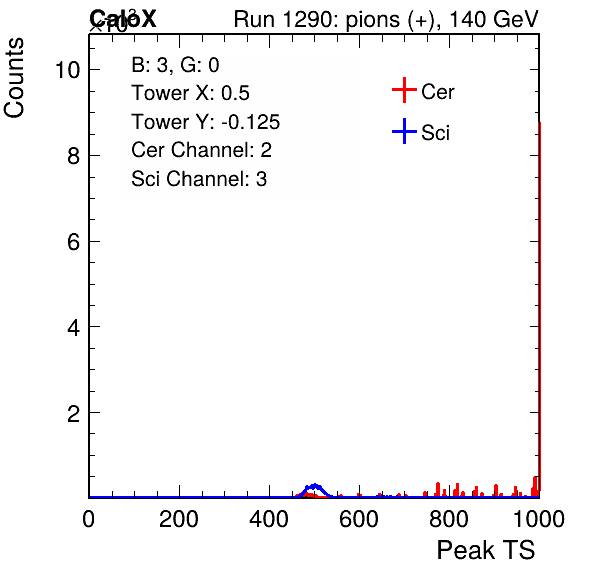 CaloX
×10³
Run 1290: pions (+), 140 GeV
Counts
B: 3, G: 0
Tower X: 0.5
Tower Y: -0.125
Cer Channel: 2
Sci Channel: 3
Cer
Sci
10
8
6
4
2
0 200 400 600 800 1000
Peak TS